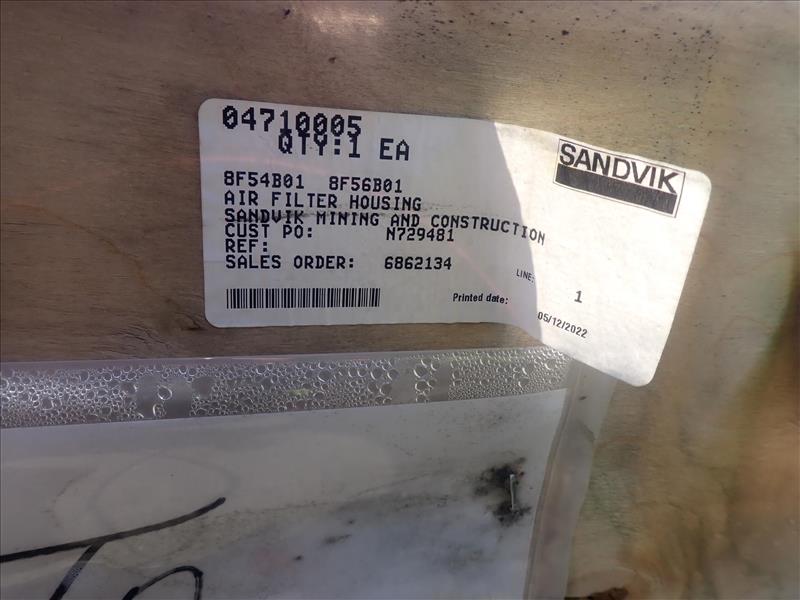 04710005
QTY:1 EA
SANDVIK
8F54B01 8F56B01
AIR FILTER HOUSING
SANDVIK MINING AND CONSTRUCTION
CUST PO: N729481
REF:
SALES ORDER: 6862134
LINE: 1
Printed date: 05/12/2022